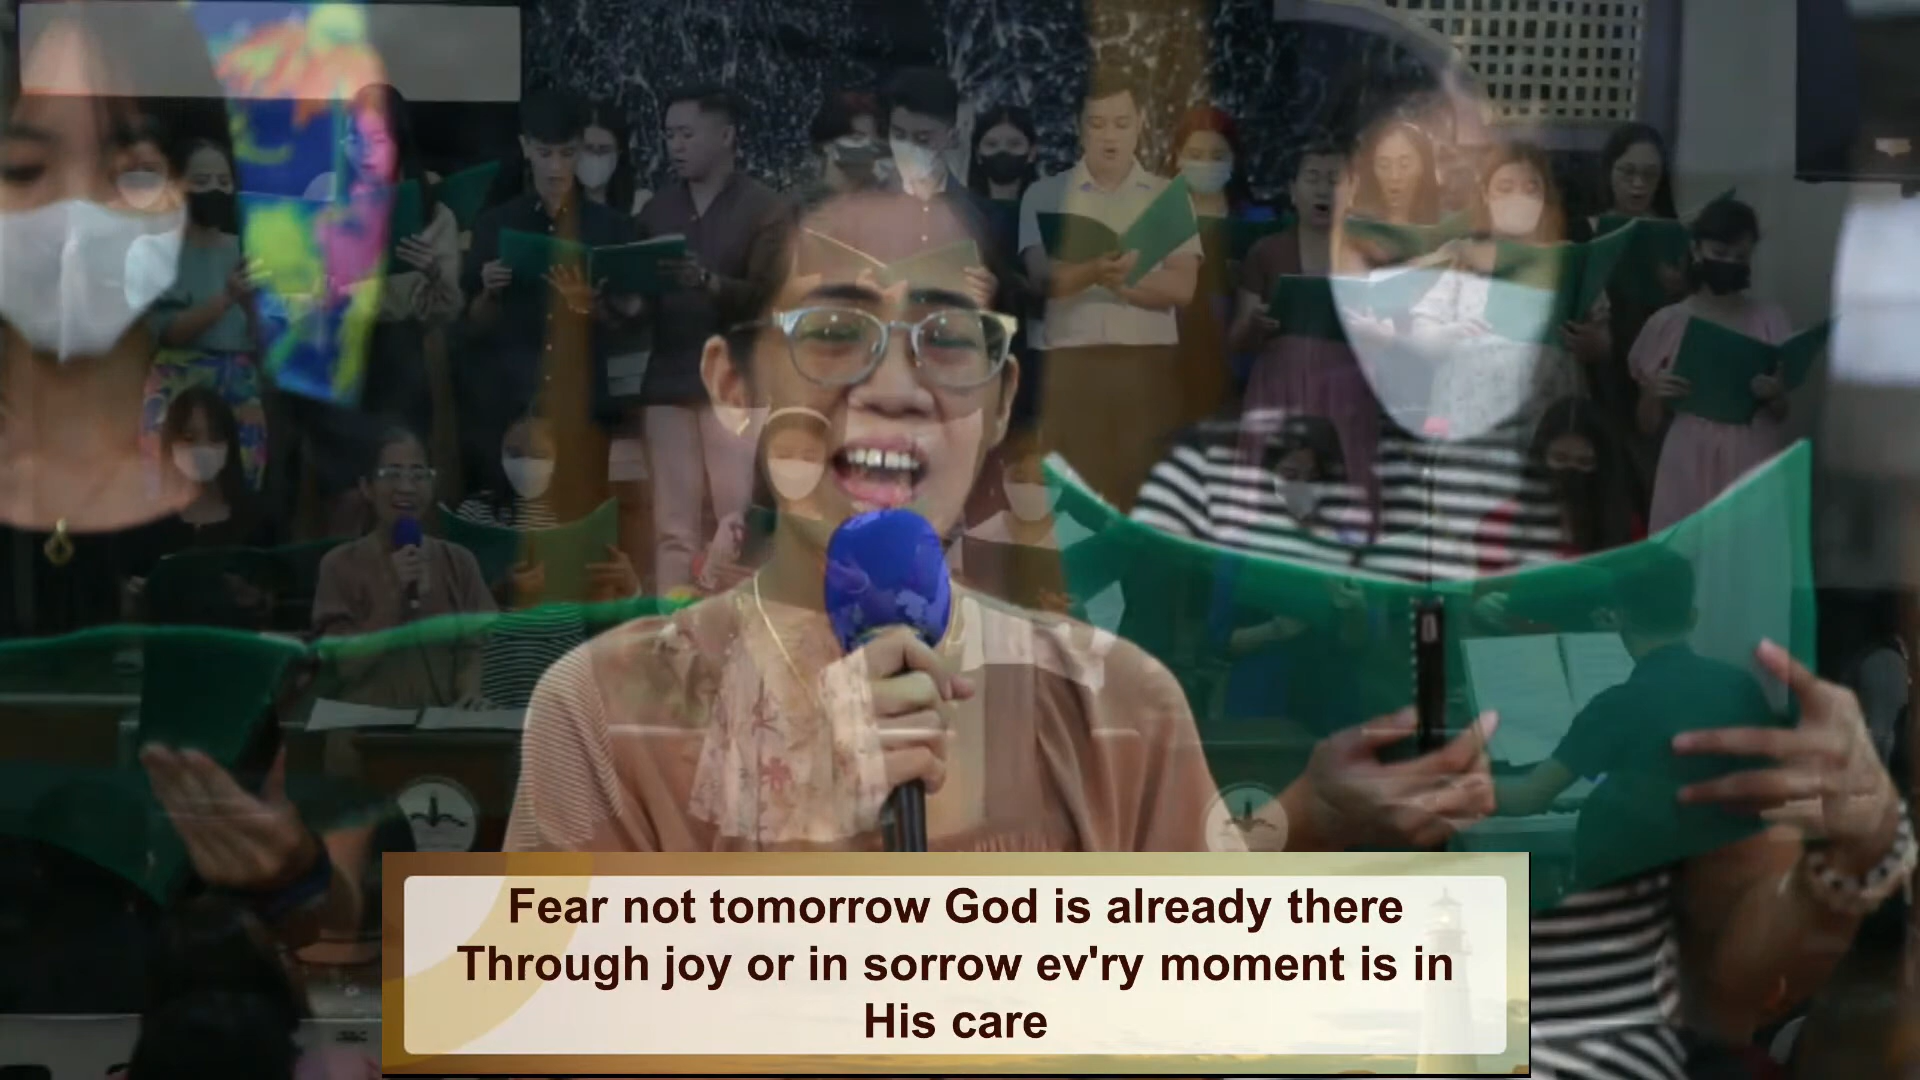 Fear not tomorrow God is already there
Through joy or in sorrow ev'ry moment is in
His care